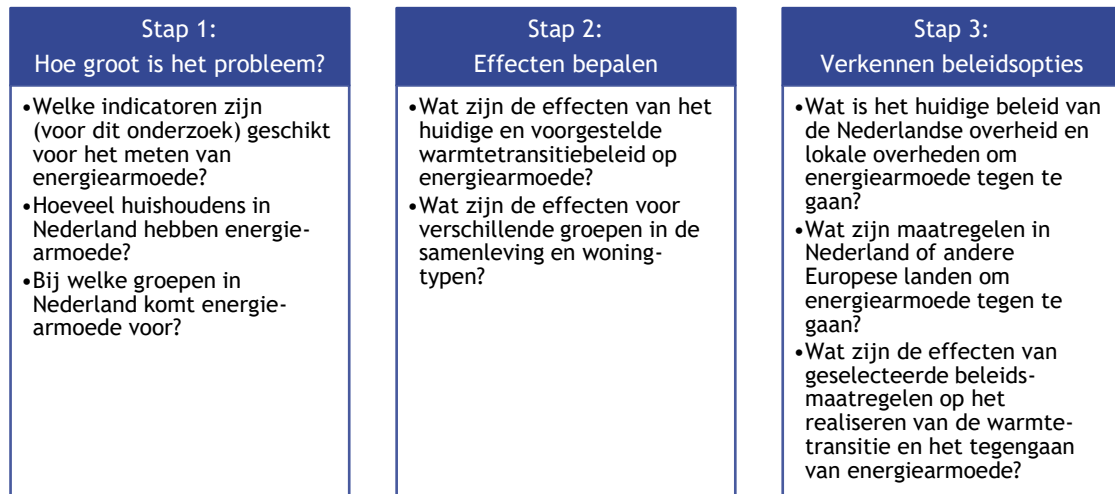 Stap 1:
Hoe groot is het probleem?
•Welke indicatoren zijn
(voor dit onderzoek) geschikt
voor het meten van
energiearmoede?
•Hoeveel huishoudens in
Nederland hebben energie-
armoede?
•Bij welke groepen in
Nederland komt energie-
armoede voor?
Stap 2:
Effecten bepalen
•Wat zijn de effecten van het
huidige en voorgestelde
warmtetransitiebeleid op
energiearmoede?
•Wat zijn de effecten voor
verschillende groepen in de
samenleving en woning-
typen?
Stap 3:
Verkennen beleidsopties
•Wat is het huidige beleid van
de Nederlandse overheid en
lokale overheden om
energiearmoede tegen te
gaan?
•Wat zijn maatregelen in
Nederland of andere
Europese landen om
energiearmoede tegen te
gaan?
•Wat zijn de effecten van
geselecteerde beleids-
maatregelen op het
realiseren van de warmte-
transitie en het tegengaan
van energiearmoede?